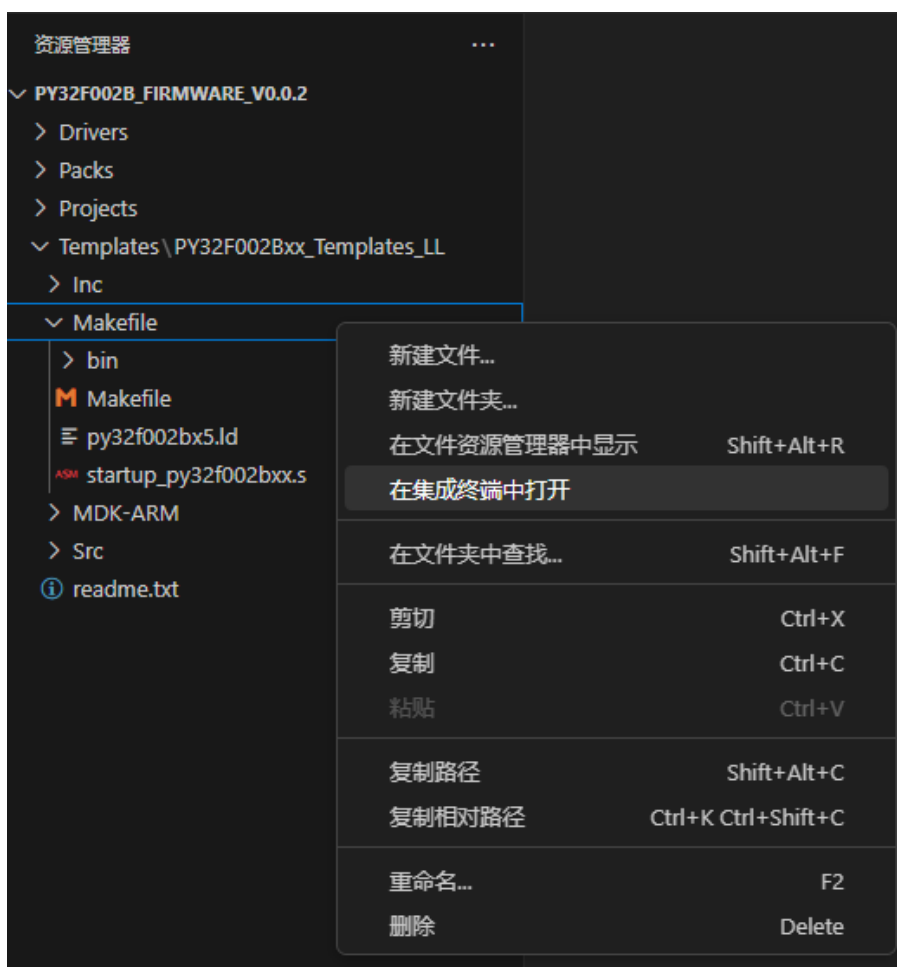 资源管理器 ...
PY32F002B_FIRMWARE_V0.0.2
Drivers
Packs
Projects
Templates\PY32F002Bxx_Templates_LL
Inc
Makefile
bin
M Makefile
py32f002bx5.ld
ASM startup_py32f002bxx.s
MDK-ARM
Src
readme.txt
新建文件...
新建文件夹...
在文件资源管理器中显示 Shift+Alt+R
在集成终端中打开
在文件夹中查找... Shift+Alt+F
剪切 Ctrl+X
复制 Ctrl+C
粘贴 Ctrl+V
复制路径 Shift+Alt+C
复制相对路径 Ctrl+K Ctrl+Shift+C
重命名... F2
删除 Delete